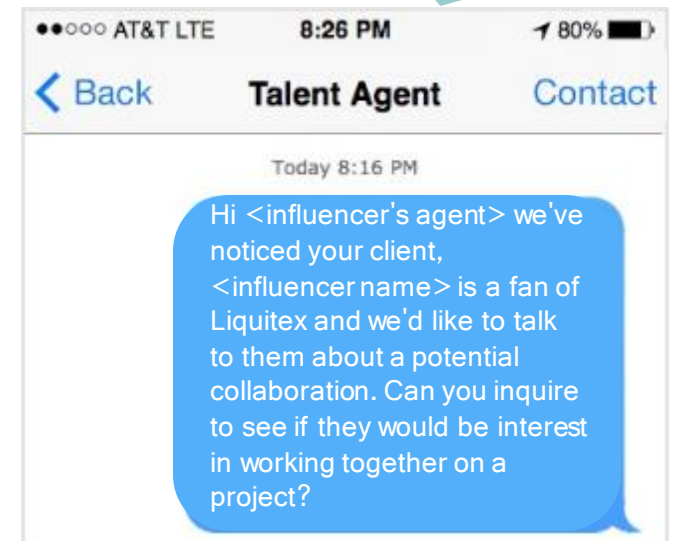 ●●○○○ AT&T LTE 8:26 PM 80%
Back Talent Agent Contact
Today 8:16 PM
Hi <influencer's agent> we've
noticed your client,
<influencer name> is a fan of
Liquitex and we'd like to talk
to them about a potential
collaboration. Can you inquire
to see if they would be interest
in working together on a
project?